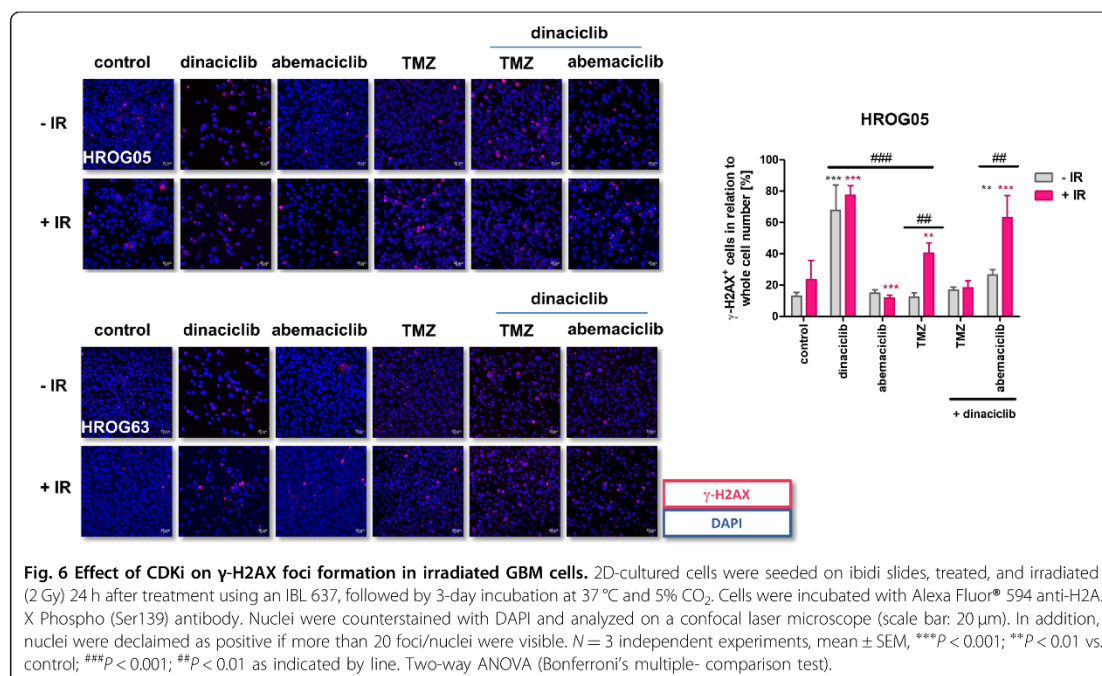 dinaciclib
control dinaciclib abemaciclib TMZ TMZ abemaciclib
- IR
HROG05
+ IR
dinaciclib
control dinaciclib abemaciclib TMZ TMZ abemaciclib
- IR
HROG63
+ IR
γ-H2AX
DAPI
HROG05
γ-H2AX⁺ cells in relation to
whole cell number [%]
100
80
60
40
20
0
*** ***
###
***
##
**
##
** ***
- IR
+ IR
control
dinaciclib
abemaciclib
TMZ
TMZ
abemaciclib
+ dinaciclib
Fig. 6 Effect of CDKi on γ-H2AX foci formation in irradiated GBM cells. 2D-cultured cells were seeded on ibidi slides, treated, and irradiated
(2 Gy) 24 h after treatment using an IBL 637, followed by 3-day incubation at 37 °C and 5% CO₂. Cells were incubated with Alexa Fluor® 594 anti-H2A.
X Phospho (Ser139) antibody. Nuclei were counterstained with DAPI and analyzed on a confocal laser microscope (scale bar: 20 µm). In addition,
nuclei were declaimed as positive if more than 20 foci/nuclei were visible. N = 3 independent experiments, mean ± SEM, ***P < 0.001; **P < 0.01 vs.
control; ###P < 0.001; ##P < 0.01 as indicated by line. Two-way ANOVA (Bonferroni's multiple- comparison test).